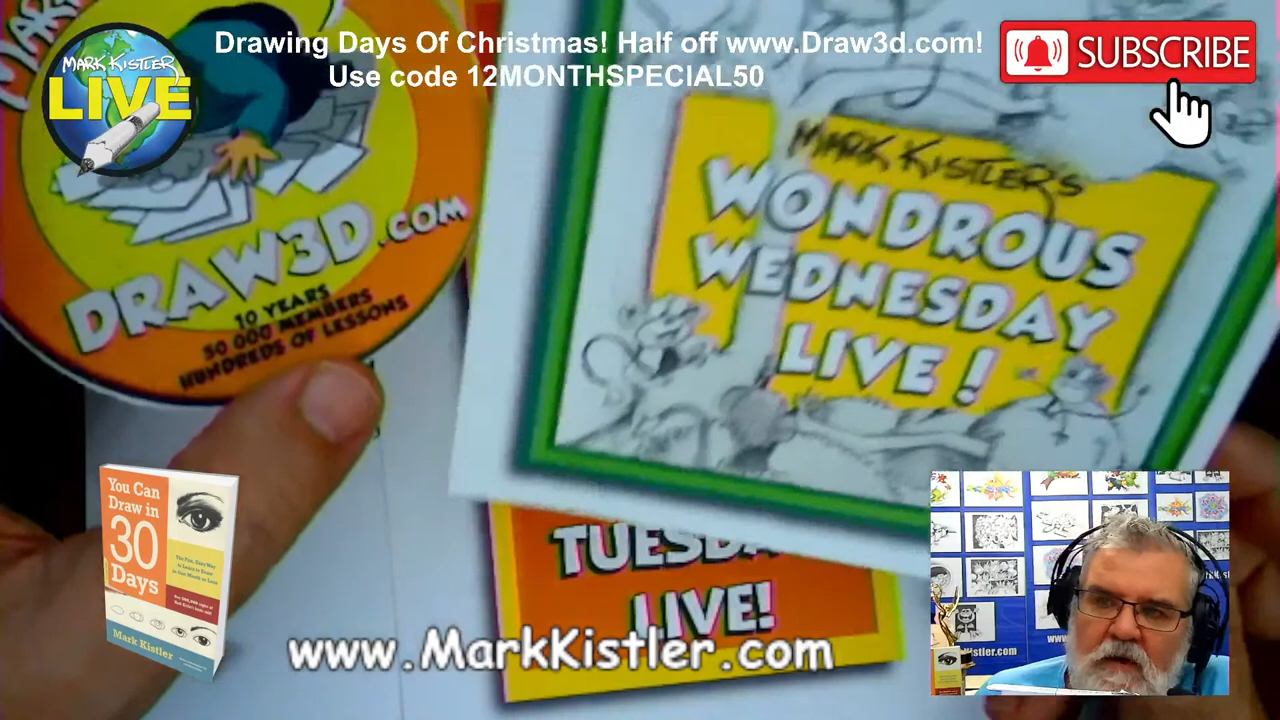 Drawing Days Of Christmas! Half off www.Draw3d.com!
Use code 12MONTHSPECIAL50
SUBSCRIBE
MARK KISTLER
LIVE
DRAW3D.COM
10 YEARS
50 000 MEMBERS
HUNDREDS OF LESSONS
MARK KISTLER'S
WONDROUS
WEDNESDAY
LIVE!
TUESDAY
LIVE!
You Can
Draw in
30
Days
Mark Kistler
www.MarkKistler.com